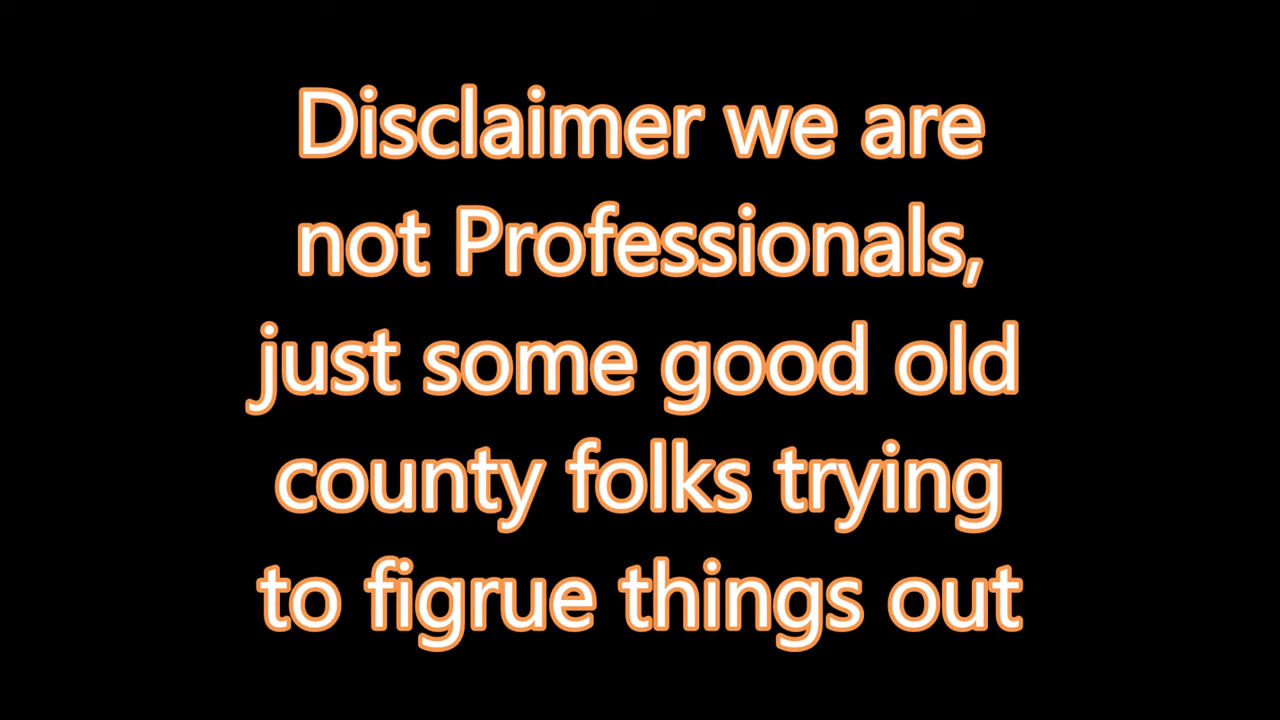 Disclaimer we are
not Professionals,
just some good old
county folks trying
to figrue things out